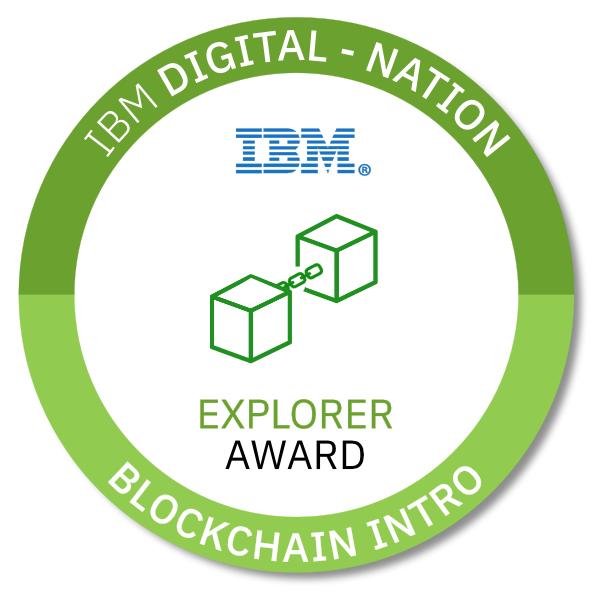 IBM DIGITAL - NATION
IBM®
EXPLORER
AWARD
BLOCKCHAIN INTRO